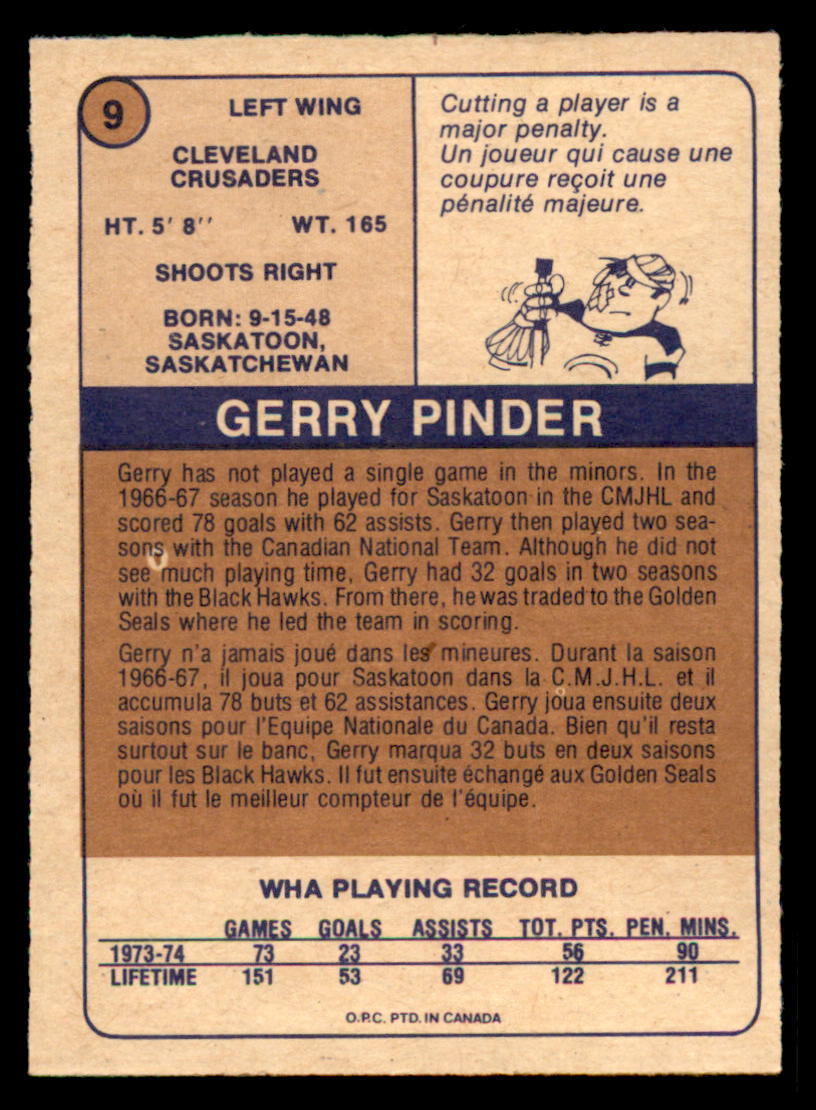 9
LEFT WING
CLEVELAND
CRUSADERS
HT. 5' 8'' WT. 165
SHOOTS RIGHT
BORN: 9-15-48
SASKATOON,
SASKATCHEWAN
Cutting a player is a
major penalty.
Un joueur qui cause une
coupure reçoit une
pénalité majeure.
GERRY PINDER
Gerry has not played a single game in the minors. In the
1966-67 season he played for Saskatoon in the CMJHL and
scored 78 goals with 62 assists. Gerry then played two sea-
sons with the Canadian National Team. Although he did not
see much playing time, Gerry had 32 goals in two seasons
with the Black Hawks. From there, he was traded to the Golden
Seals where he led the team in scoring.
Gerry n'a jamais joué dans les mineures. Durant la saison
1966-67, il joua pour Saskatoon dans la C.M.J.H.L. et il
accumula 78 buts et 62 assistances. Gerry joua ensuite deux
saisons pour l'Equipe Nationale du Canada. Bien qu'il resta
surtout sur le banc, Gerry marqua 32 buts en deux saisons
pour les Black Hawks. Il fut ensuite échangé aux Golden Seals
où il fut le meilleur compteur de l'équipe.
WHA PLAYING RECORD
GAMES GOALS ASSISTS TOT. PTS. PEN. MINS.
1973-74 73 23 33 56 90
LIFETIME 151 53 69 122 211
O.P.C. PTD. IN CANADA